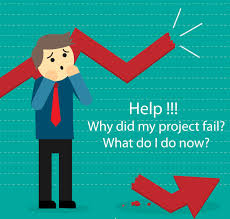 Help !!!
Why did my project fail?
What do I do now?